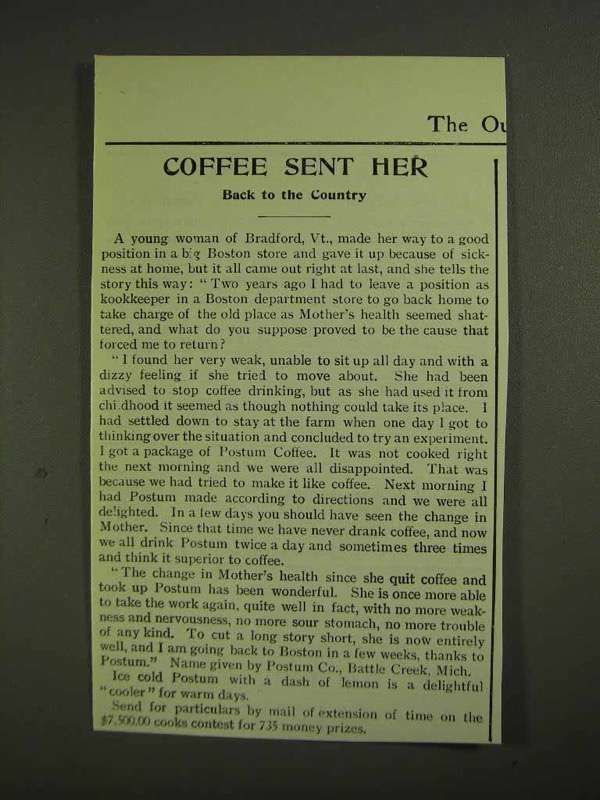 The Ou
COFFEE SENT HER
Back to the Country
A young woman of Bradford, Vt., made her way to a good
position in a big Boston store and gave it up because of sick-
ness at home, but it all came out right at last, and she tells the
story this way: "Two years ago I had to leave a position as
kookkeeper in a Boston department store to go back home to
take charge of the old place as Mother's health seemed shat-
tered, and what do you suppose proved to be the cause that
forced me to return?
"I found her very weak, unable to sit up all day and with a
dizzy feeling if she tried to move about. She had been
advised to stop coffee drinking, but as she had used it from
chi dhood it seemed as though nothing could take its place. I
had settled down to stay at the farm when one day I got to
thinking over the situation and concluded to try an experiment.
I got a package of Postum Coffee. It was not cooked right
the next morning and we were all disappointed. That was
because we had tried to make it like coffee. Next morning I
had Postum made according to directions and we were all
delighted. In a few days you should have seen the change in
Mother. Since that time we have never drank coffee, and now
we all drink Postum twice a day and sometimes three times
and think it superior to coffee.
"The change in Mother's health since she quit coffee and
took up Postum has been wonderful. She is once more able
to take the work again, quite well in fact, with no more weak-
ness and nervousness, no more sour stomach, no more trouble
of any kind. To cut a long story short, she is now entirely
well, and I am going back to Boston in a few weeks, thanks to
Postum." Name given by Postum Co., Battle Creek, Mich.
Ice cold Postum with a dash of lemon is a delightful
"cooler" for warm days.
Send for particulars by mail of extension of time on the
$7,500.00 cooks contest for 735 money prizes.